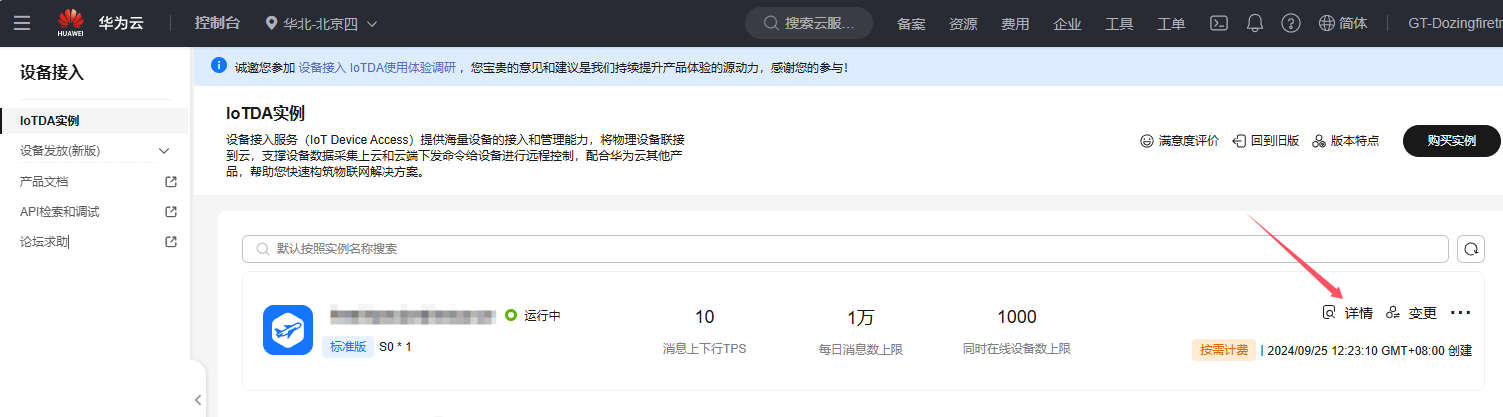 HUAWEI 华为云 控制台 华北-北京四 搜索云服... 备案 资源 费用 企业 工具 工单 简体 GT-Dozingfiretr
设备接入
IoTDA实例
设备发放(新版)
产品文档
API检索和调试
论坛求助
诚邀您参加 设备接入 IoTDA使用体验调研 ，您宝贵的意见和建议是我们持续提升产品体验的源动力，感谢您的参与！
IoTDA实例
设备接入服务（IoT Device Access）提供海量设备的接入和管理能力，将物理设备联接
到云，支撑设备数据采集上云和云端下发命令给设备进行远程控制，配合华为云其他产
品，帮助您快速构筑物联网解决方案。
满意度评价 回到旧版 版本特点 购买实例
默认按照实例名称搜索
运行中 10 1万 1000 详情 变更 ···
标准版 S0 * 1 消息上下行TPS 每日消息数上限 同时在线设备数上限 按需计费 | 2024/09/25 12:23:10 GMT+08:00 创建